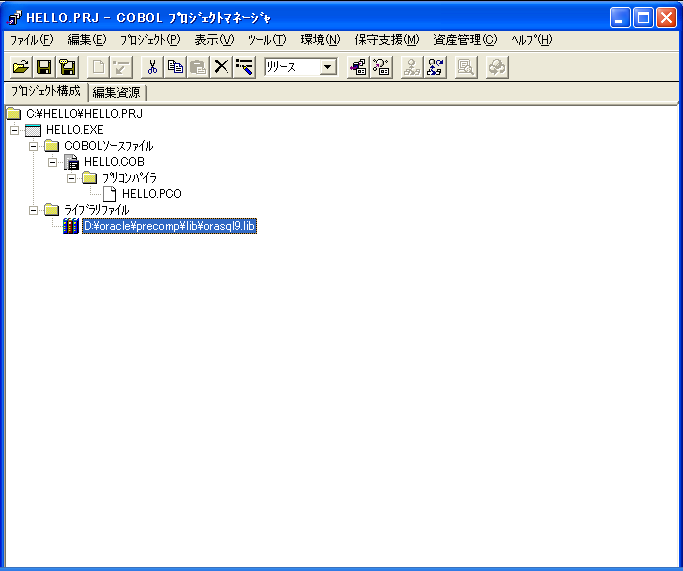 HELLO.PRJ - COBOL ﾌﾟﾛｼﾞｪｸﾄﾏﾈｰｼﾞｬ
ﾌｧｲﾙ(F) 編集(E) ﾌﾟﾛｼﾞｪｸﾄ(P) 表示(V) ﾂｰﾙ(T) 環境(N) 保守支援(M) 資産管理(C) ﾍﾙﾌﾟ(H)
ﾘﾘｰｽ
ﾌﾟﾛｼﾞｪｸﾄ構成 編集資源
C:¥HELLO¥HELLO.PRJ
HELLO.EXE
COBOLｿｰｽﾌｧｲﾙ
HELLO.COB
ﾌﾟﾘｺﾝﾊﾟｲﾗ
HELLO.PCO
ﾗｲﾌﾞﾗﾘﾌｧｲﾙ
D:¥oracle¥precomp¥lib¥orasql9.lib